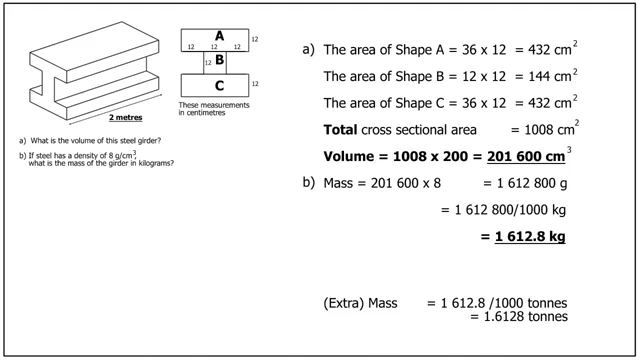 A
12
12
12
12
12
B
C
12
2 metres
These measurements
in centimetres
a) What is the volume of this steel girder?
b) If steel has a density of 8 g/cm³,
what is the mass of the girder in kilograms?
a) The area of Shape A = 36 x 12 = 432 cm²
The area of Shape B = 12 x 12 = 144 cm²
The area of Shape C = 36 x 12 = 432 cm²
Total cross sectional area = 1008 cm²
Volume = 1008 x 200 = 201 600 cm³
b) Mass = 201 600 x 8 = 1 612 800 g
= 1 612 800/1000 kg
= 1 612.8 kg
(Extra) Mass = 1 612.8 /1000 tonnes
= 1.6128 tonnes